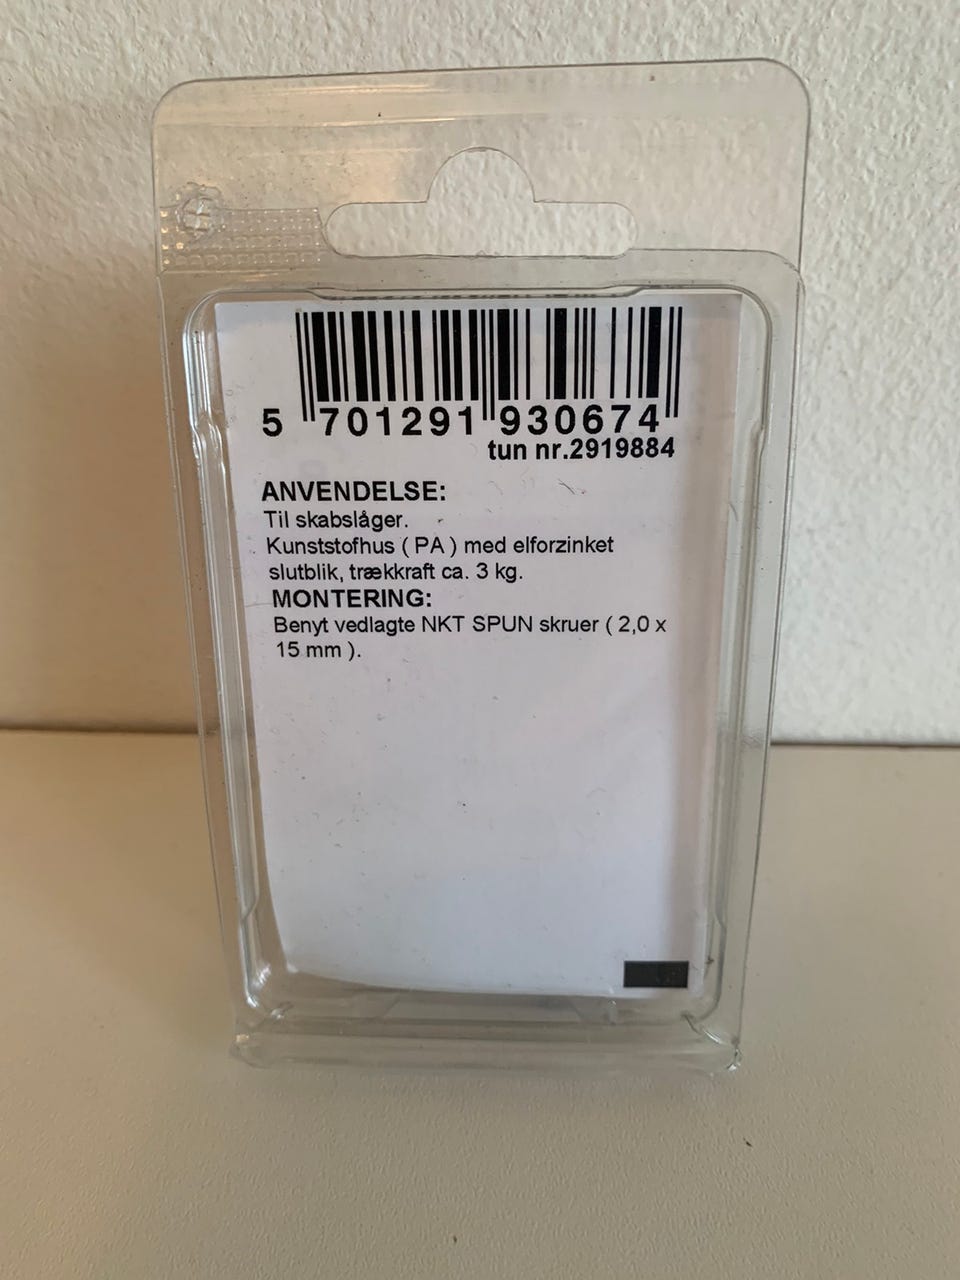 5 701291 930674
tun nr.2919884
ANVENDELSE:
Til skabslåger.
Kunststofhus ( PA ) med elforzinket
slutblik, trækkraft ca. 3 kg.
MONTERING:
Benyt vedlagte NKT SPUN skruer ( 2,0 x
15 mm ).